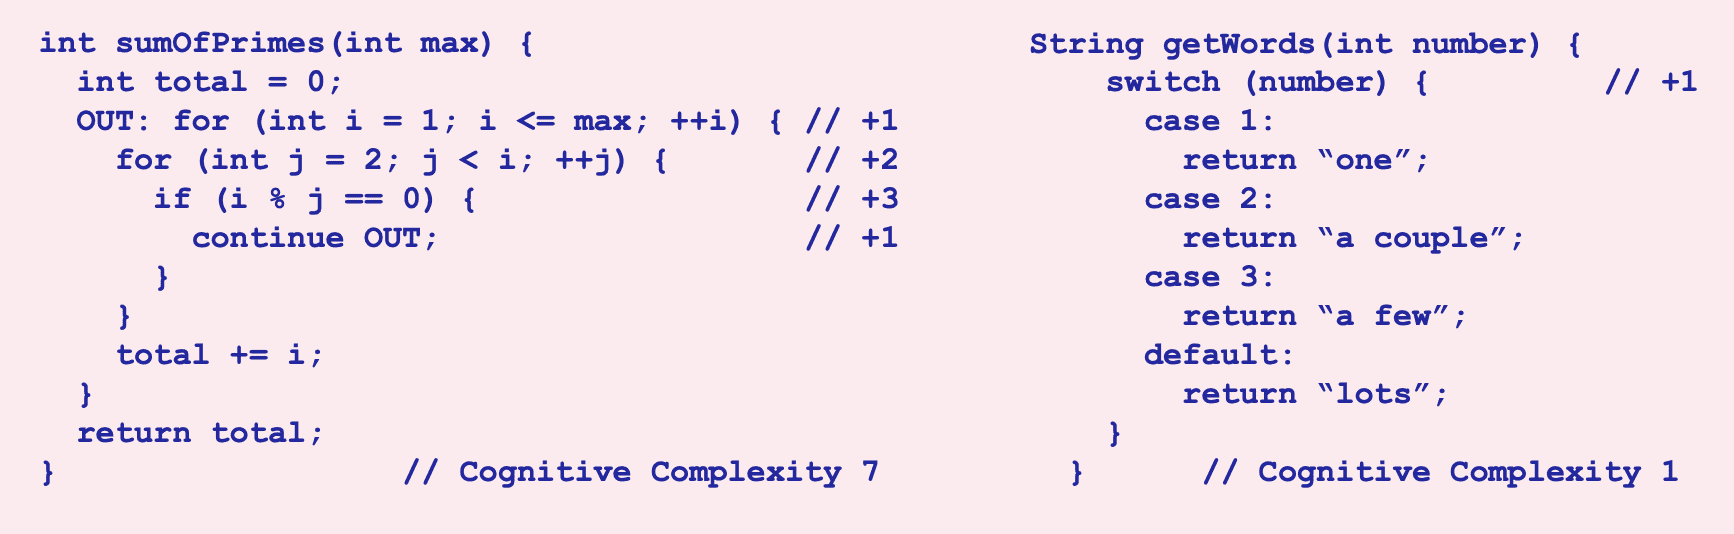 int sumOfPrimes(int max) {
  int total = 0;
  OUT: for (int i = 1; i <= max; ++i) { // +1
    for (int j = 2; j < i; ++j) {       // +2
      if (i % j == 0) {                 // +3
        continue OUT;                   // +1
      }
    }
    total += i;
  }
  return total;
}                  // Cognitive Complexity 7
String getWords(int number) {
    switch (number) {         // +1
      case 1:
        return “one”;
      case 2:
        return “a couple”;
      case 3:
        return “a few”;
      default:
        return “lots”;
    }
  }      // Cognitive Complexity 1